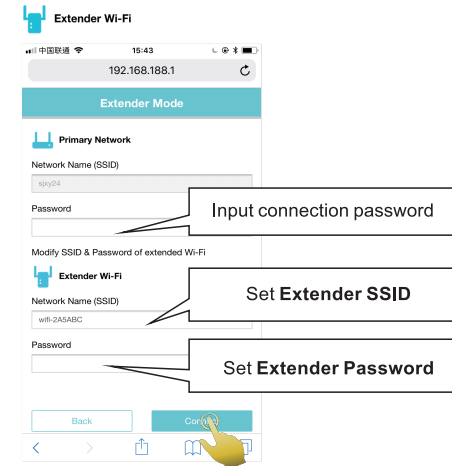 Extender Wi-Fi
中国联通 15:43
192.168.188.1
Extender Mode
Primary Network
Network Name (SSID)
sjxy24
Password
Input connection password
Modify SSID & Password of extended Wi-Fi
Extender Wi-Fi
Network Name (SSID)
Set Extender SSID
wifi-2A5ABC
Password
Set Extender Password
Back